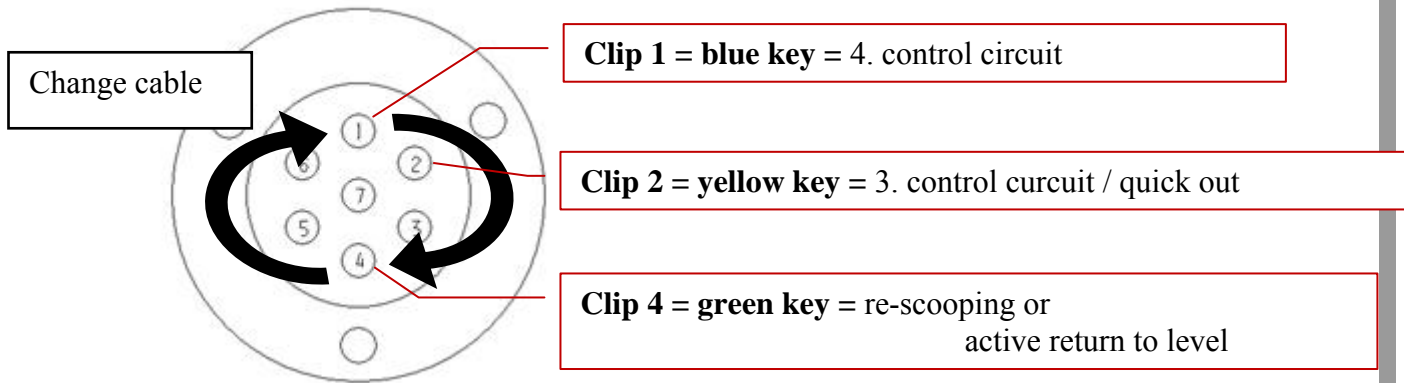 Change cable
Clip 1 = blue key = 4. control circuit
Clip 2 = yellow key = 3. control curcuit / quick out
Clip 4 = green key = re-scooping or
active return to level
1
6
2
7
5
3
4